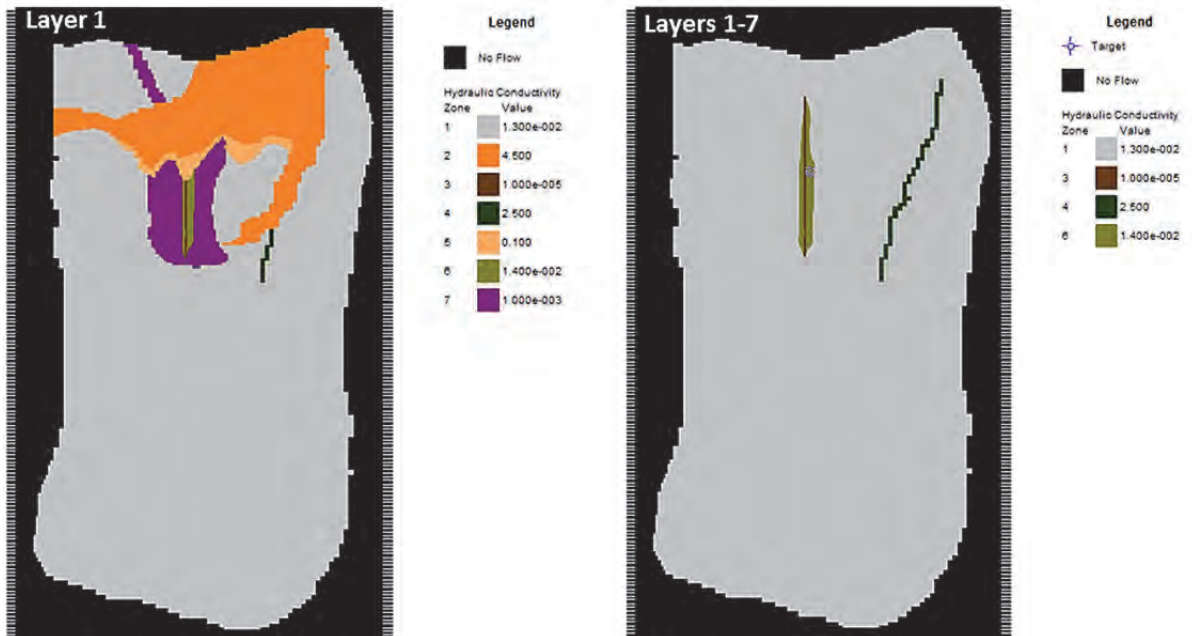 Layer 1
Legend
No Flow
Hydraulic Conductivity
Zone Value
1 1.300e-002
2 4.500
3 1.000e-005
4 2.500
5 0.100
6 1.400e-002
7 1.000e-003
Layers 1-7
Legend
Target
No Flow
Hydraulic Conductivity
Zone Value
1 1.300e-002
3 1.000e-005
4 2.500
6 1.400e-002